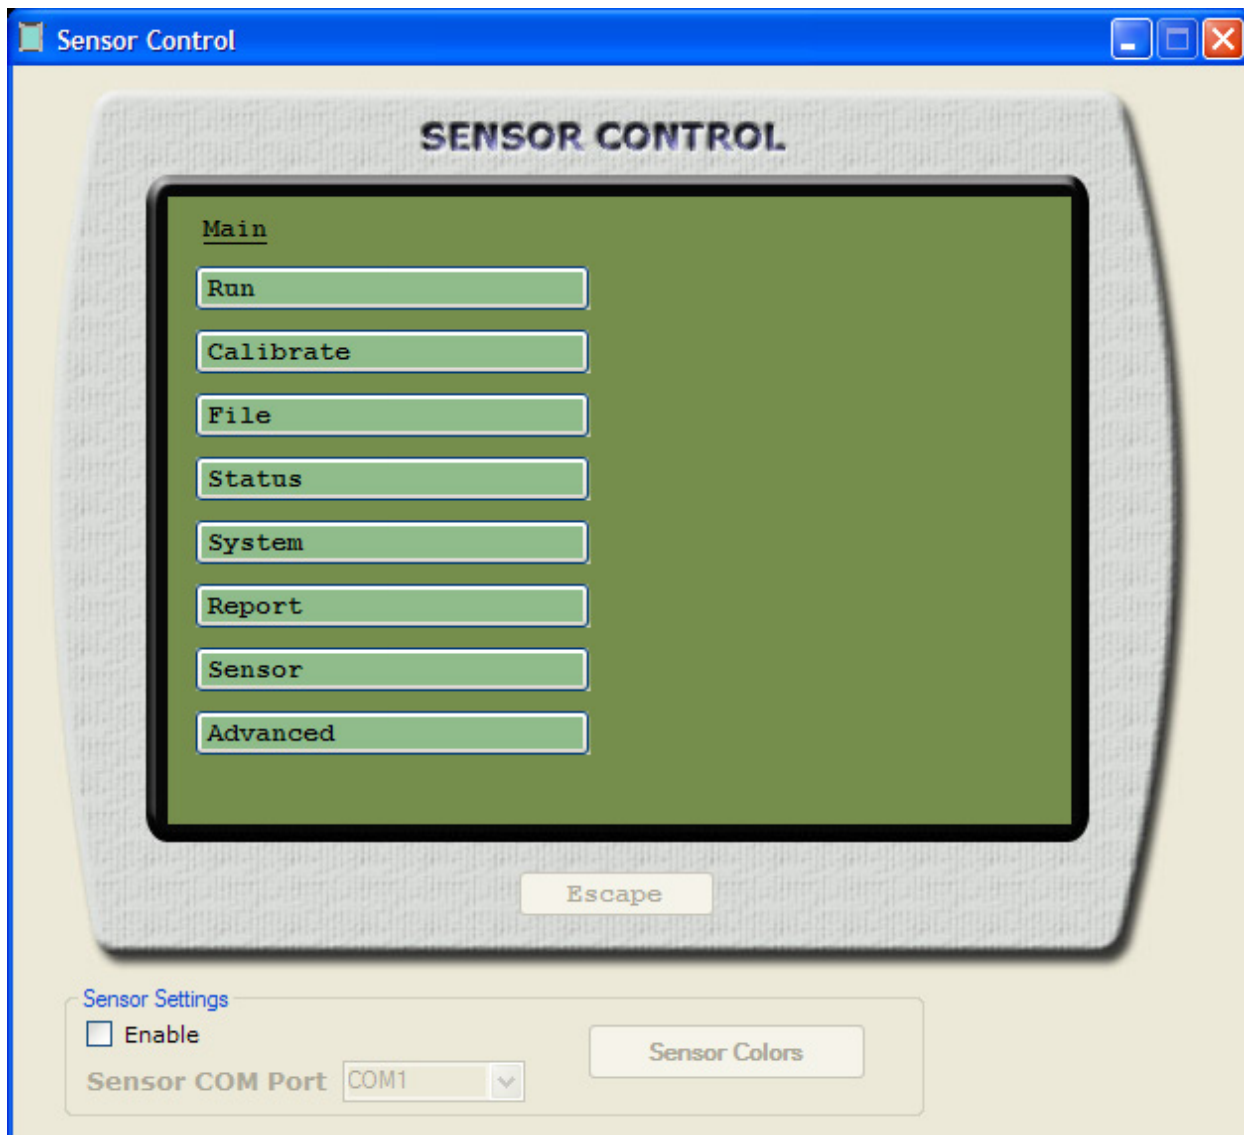 Sensor Control
SENSOR CONTROL
Main
Run
Calibrate
File
Status
System
Report
Sensor
Advanced
Escape
Sensor Settings
Enable
Sensor Colors
Sensor COM Port COM1